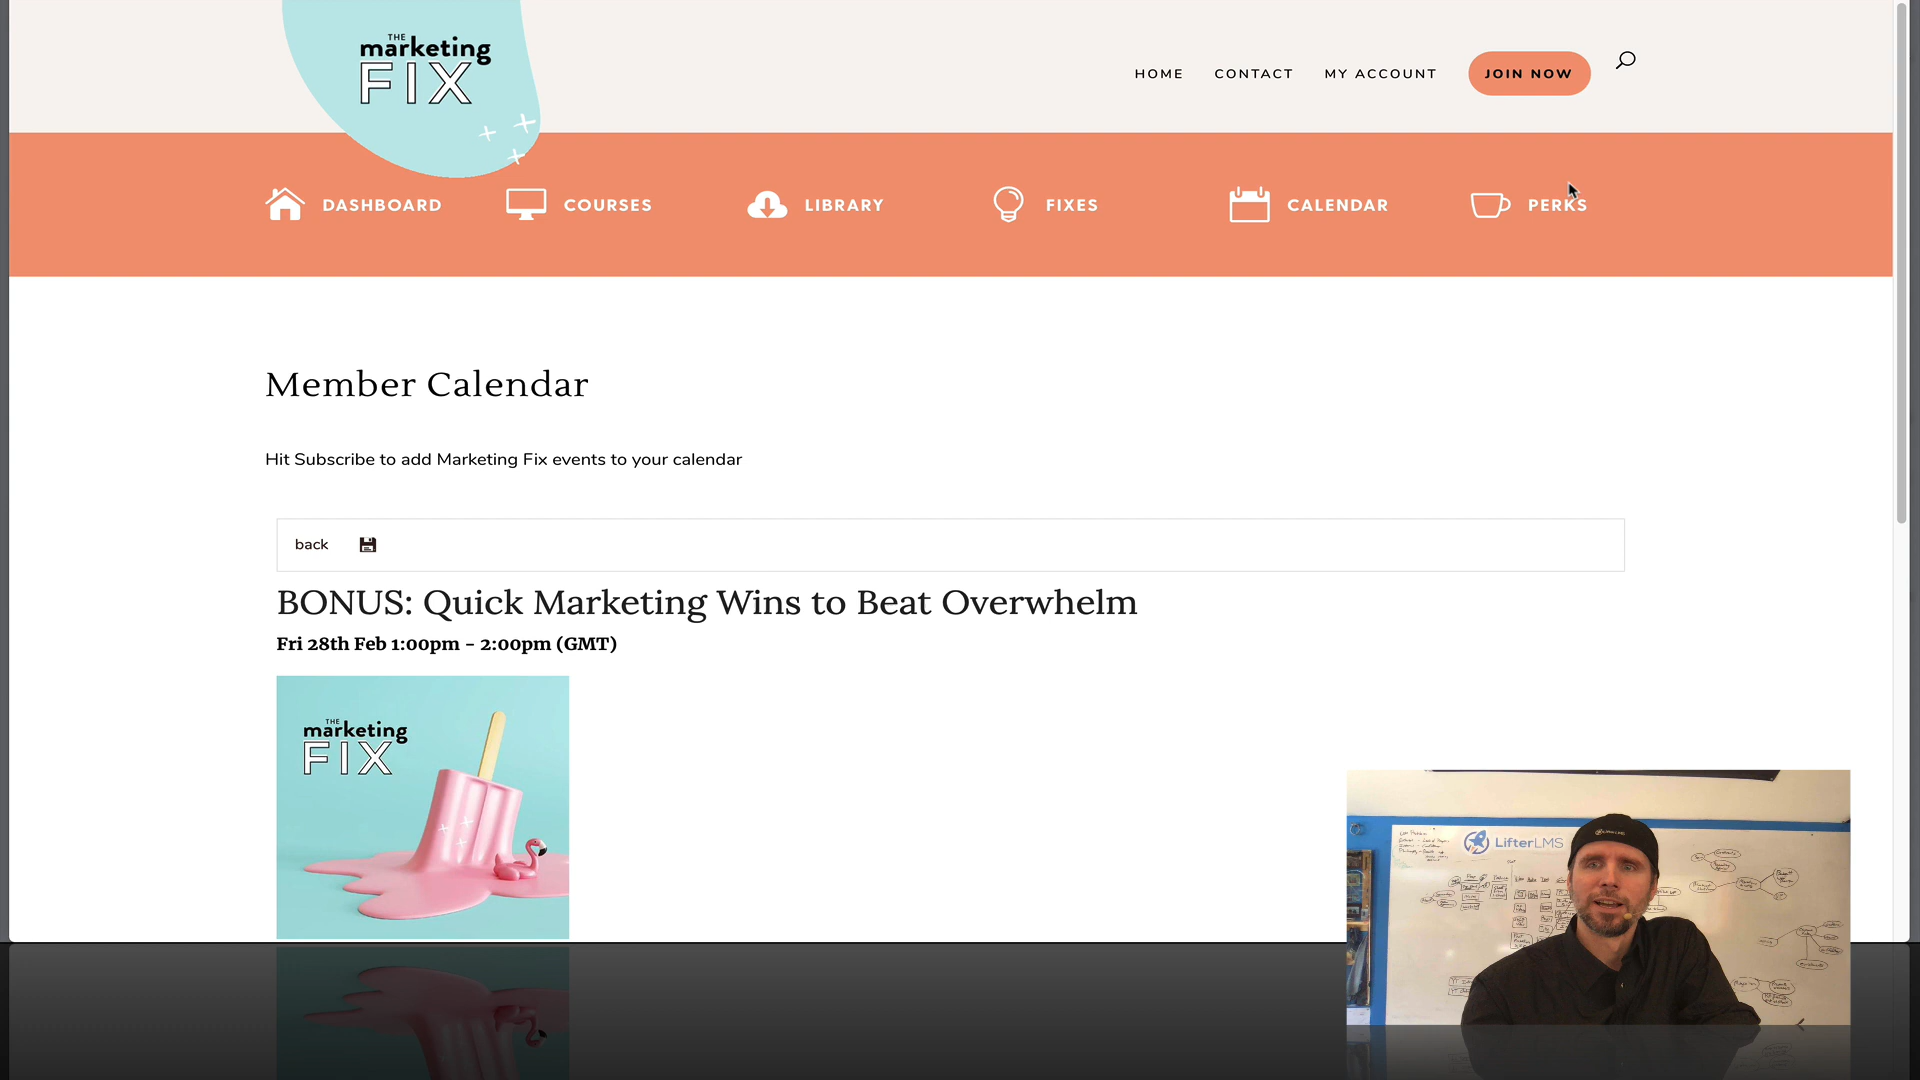 THE
marketing
FIX
HOME CONTACT MY ACCOUNT JOIN NOW
DASHBOARD COURSES LIBRARY FIXES CALENDAR PERKS
Member Calendar
Hit Subscribe to add Marketing Fix events to your calendar
back
BONUS: Quick Marketing Wins to Beat Overwhelm
Fri 28th Feb 1:00pm - 2:00pm (GMT)
THE
marketing
FIX
LifterLMS